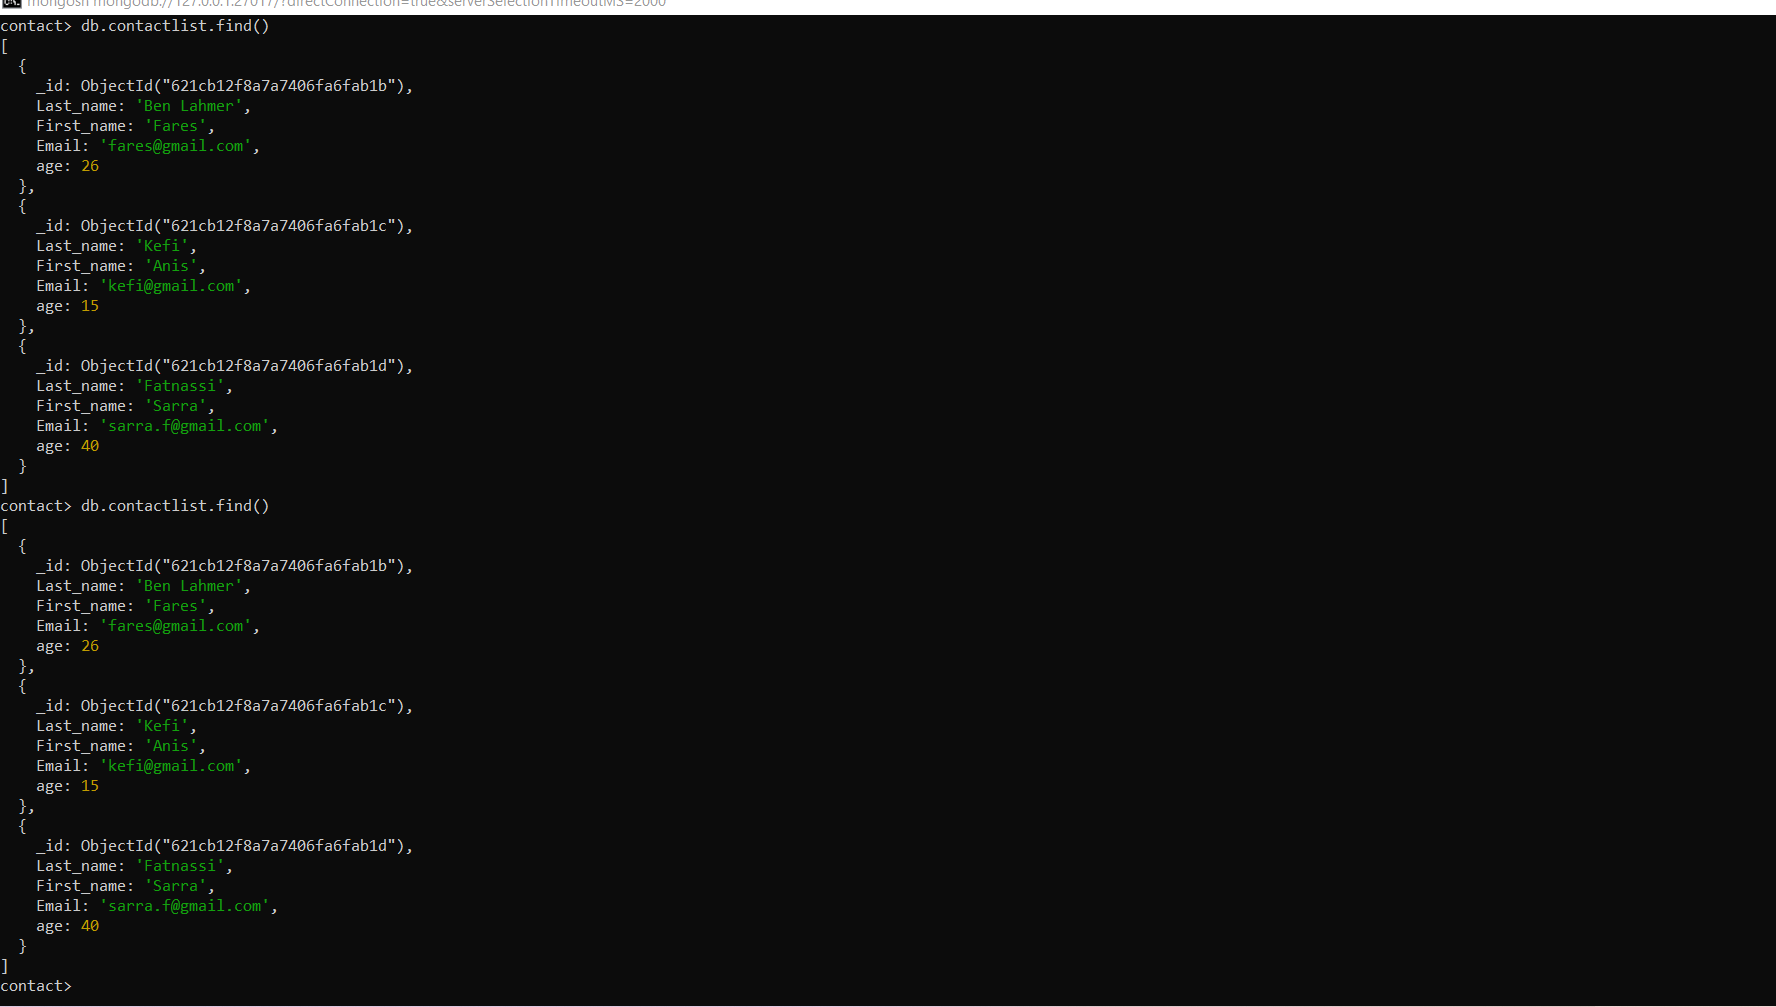 mongosh mongodb://127.0.0.1:27017/?directConnection=true&serverSelectionTimeoutMS=2000
contact> db.contactlist.find()
[
  {
    _id: ObjectId("621cb12f8a7a7406fa6fab1b"),
    Last_name: 'Ben Lahmer',
    First_name: 'Fares',
    Email: 'fares@gmail.com',
    age: 26
  },
  {
    _id: ObjectId("621cb12f8a7a7406fa6fab1c"),
    Last_name: 'Kefi',
    First_name: 'Anis',
    Email: 'kefi@gmail.com',
    age: 15
  },
  {
    _id: ObjectId("621cb12f8a7a7406fa6fab1d"),
    Last_name: 'Fatnassi',
    First_name: 'Sarra',
    Email: 'sarra.f@gmail.com',
    age: 40
  }
]
contact> db.contactlist.find()
[
  {
    _id: ObjectId("621cb12f8a7a7406fa6fab1b"),
    Last_name: 'Ben Lahmer',
    First_name: 'Fares',
    Email: 'fares@gmail.com',
    age: 26
  },
  {
    _id: ObjectId("621cb12f8a7a7406fa6fab1c"),
    Last_name: 'Kefi',
    First_name: 'Anis',
    Email: 'kefi@gmail.com',
    age: 15
  },
  {
    _id: ObjectId("621cb12f8a7a7406fa6fab1d"),
    Last_name: 'Fatnassi',
    First_name: 'Sarra',
    Email: 'sarra.f@gmail.com',
    age: 40
  }
]
contact>